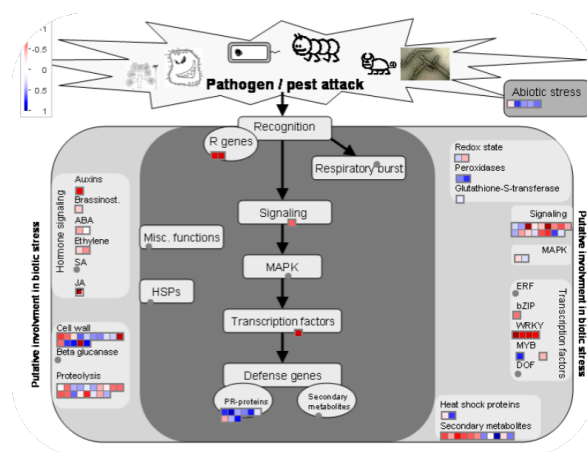 -1
-0.5
0
0.5
1
Pathogen / pest attack
Abiotic stress
Recognition
R genes
Respiratory burst
Signaling
Misc. functions
MAPK
HSPs
Transcription factors
Defense genes
PR-proteins
Secondary
metabolites
Putative involvement in biotic stress
Hormone signaling
Auxins
Brassinost.
ABA
Ethylene
SA
JA
Cell wall
Beta glucanase
Proteolysis
Redox state
Peroxidases
Glutathione-S-transferase
Signaling
MAPK
ERF
bZIP
WRKY
MYB
DOF
Transcription factors
Heat shock proteins
Secondary metabolites
Putative involvement in biotic stress